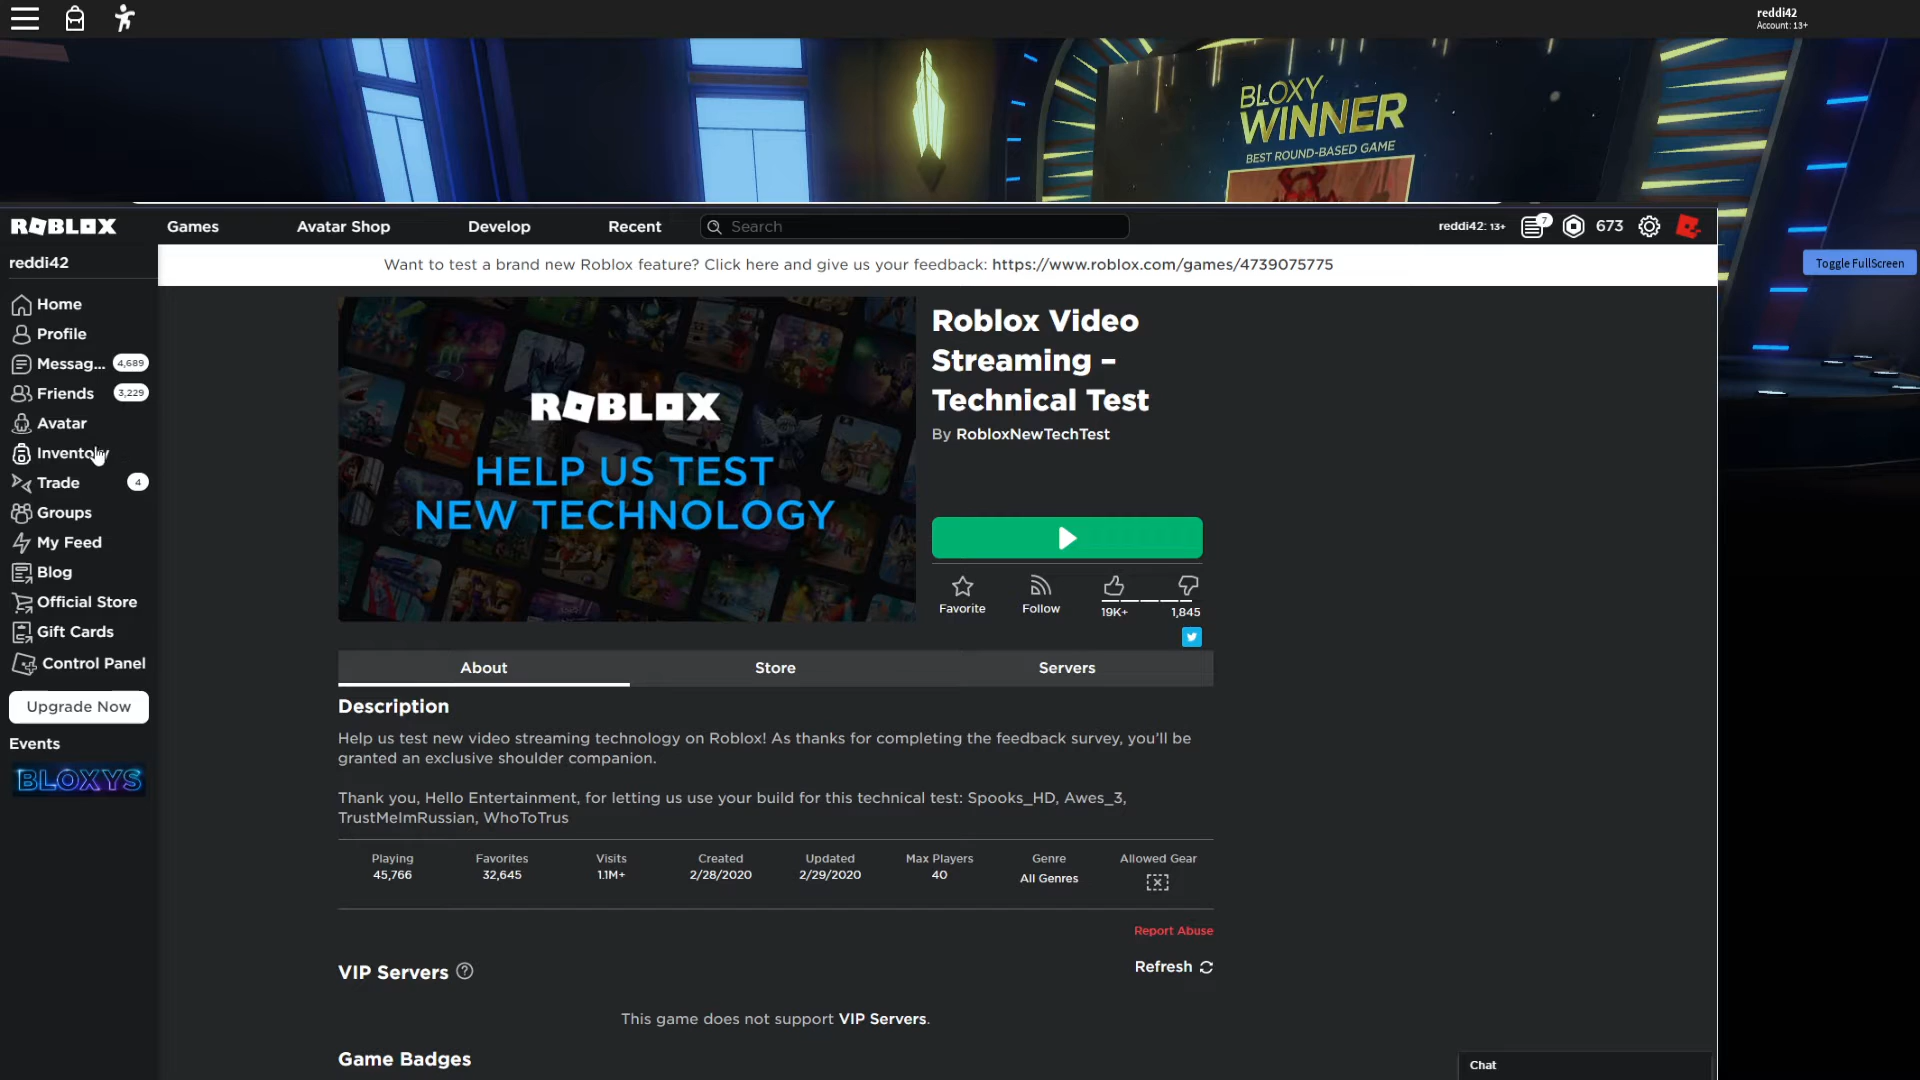 reddi42
Account: 13+
BLOXY
WINNER
BEST ROUND-BASED GAME
ROBLOX
Games
Avatar Shop
Develop
Recent
Search
reddi42: 13+
7
673
reddi42
Want to test a brand new Roblox feature? Click here and give us your feedback: https://www.roblox.com/games/4739075775
Toggle FullScreen
Home
Profile
Messag... 4,689
Friends 3,229
Avatar
Inventory
Trade 4
Groups
My Feed
Blog
Official Store
Gift Cards
Control Panel
Upgrade Now
Events
BLOXYS
ROBLOX
HELP US TEST
NEW TECHNOLOGY
Roblox Video
Streaming –
Technical Test
By RobloxNewTechTest
Favorite
Follow
19K+
1,845
About
Store
Servers
Description
Help us test new video streaming technology on Roblox! As thanks for completing the feedback survey, you'll be
granted an exclusive shoulder companion.
Thank you, Hello Entertainment, for letting us use your build for this technical test: Spooks_HD, Awes_3,
TrustMeImRussian, WhoToTrus
Playing Favorites Visits Created Updated Max Players Genre Allowed Gear
45,766 32,645 1.1M+ 2/28/2020 2/29/2020 40 All Genres
Report Abuse
VIP Servers
Refresh
This game does not support VIP Servers.
Game Badges
Chat